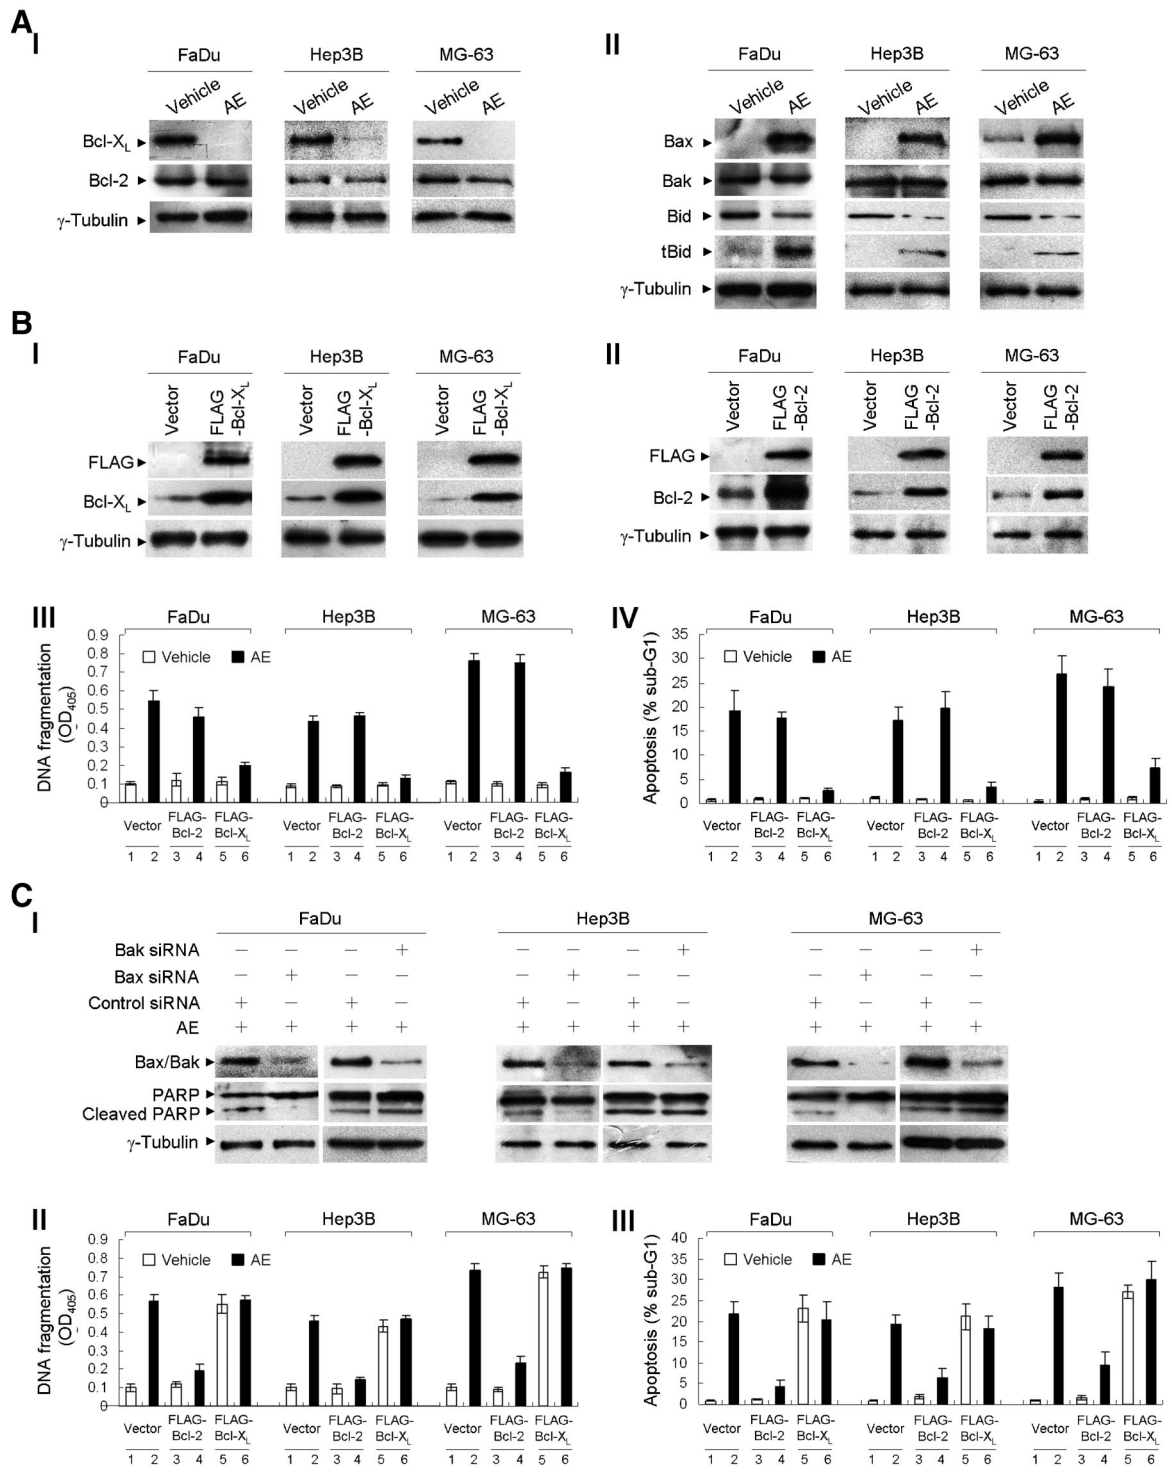 A
I
FaDu Hep3B MG-63
Vehicle AE Vehicle AE Vehicle AE
Bcl-XL
Bcl-2
γ-Tubulin
II
FaDu Hep3B MG-63
Vehicle AE Vehicle AE Vehicle AE
Bax
Bak
Bid
tBid
γ-Tubulin
B
I
FaDu Hep3B MG-63
Vector FLAG -Bcl-XL Vector FLAG -Bcl-XL Vector FLAG -Bcl-XL
FLAG
Bcl-XL
γ-Tubulin
II
FaDu Hep3B MG-63
Vector FLAG -Bcl-2 Vector FLAG -Bcl-2 Vector FLAG -Bcl-2
FLAG
Bcl-2
γ-Tubulin
III
FaDu Hep3B MG-63
DNA fragmentation
(OD405)
0.9
0.8
0.7
0.6
0.5
0.4
0.3
0.2
0.1
0
Vehicle AE
Vector FLAG- Bcl-2 FLAG- Bcl-XL Vector FLAG- Bcl-2 FLAG- Bcl-XL Vector FLAG- Bcl-2 FLAG- Bcl-XL
1 2 3 4 5 6 1 2 3 4 5 6 1 2 3 4 5 6
IV
FaDu Hep3B MG-63
Apoptosis (% sub-G1)
35
30
25
20
15
10
5
0
Vehicle AE
Vector FLAG- Bcl-2 FLAG- Bcl-XL Vector FLAG- Bcl-2 FLAG- Bcl-XL Vector FLAG- Bcl-2 FLAG- Bcl-XL
1 2 3 4 5 6 1 2 3 4 5 6 1 2 3 4 5 6
C
I
FaDu Hep3B MG-63
Bak siRNA − − − + − − − + − − − +
Bax siRNA − + − − − + − − − + − −
Control siRNA + − + − + − + − + − + −
AE + + + + + + + + + + + +
Bax/Bak
PARP
Cleaved PARP
γ-Tubulin
II
FaDu Hep3B MG-63
DNA fragmentation
(OD405)
0.9
0.8
0.7
0.6
0.5
0.4
0.3
0.2
0.1
0
Vehicle AE
Vector FLAG- Bcl-2 FLAG- Bcl-XL Vector FLAG- Bcl-2 FLAG- Bcl-XL Vector FLAG- Bcl-2 FLAG- Bcl-XL
1 2 3 4 5 6 1 2 3 4 5 6 1 2 3 4 5 6
III
FaDu Hep3B MG-63
Apoptosis (% sub-G1)
40
35
30
25
20
15
10
5
0
Vehicle AE
Vector FLAG- Bcl-2 FLAG- Bcl-XL Vector FLAG- Bcl-2 FLAG- Bcl-XL Vector FLAG- Bcl-2 FLAG- Bcl-XL
1 2 3 4 5 6 1 2 3 4 5 6 1 2 3 4 5 6